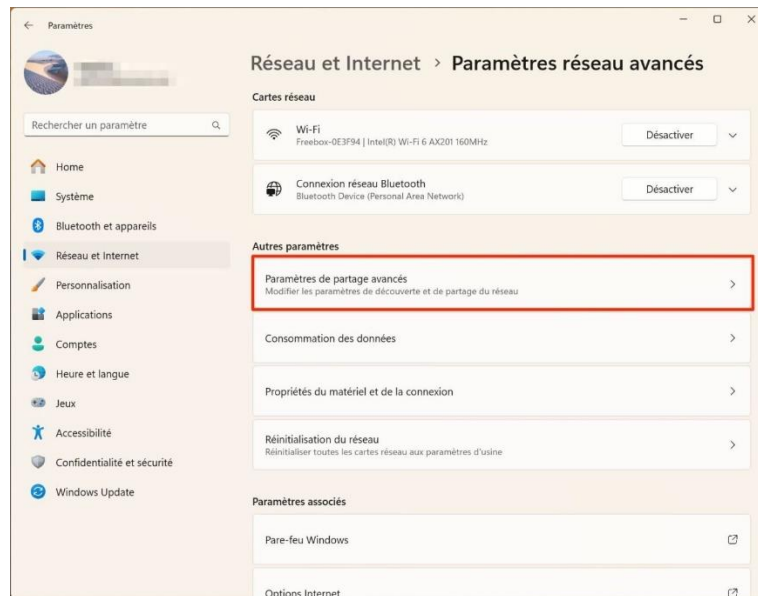 Paramètres
Réseau et Internet > Paramètres réseau avancés
Rechercher un paramètre
Home
Système
Bluetooth et appareils
Réseau et Internet
Personnalisation
Applications
Comptes
Heure et langue
Jeux
Accessibilité
Confidentialité et sécurité
Windows Update
Cartes réseau
Wi-Fi
Freebox-0E3F94 | Intel(R) Wi-Fi 6 AX201 160MHz
Désactiver
Connexion réseau Bluetooth
Bluetooth Device (Personal Area Network)
Désactiver
Autres paramètres
Paramètres de partage avancés
Modifier les paramètres de découverte et de partage du réseau
Consommation des données
Propriétés du matériel et de la connexion
Réinitialisation du réseau
Réinitialiser toutes les cartes réseau aux paramètres d'usine
Paramètres associés
Pare-feu Windows
Options Internet